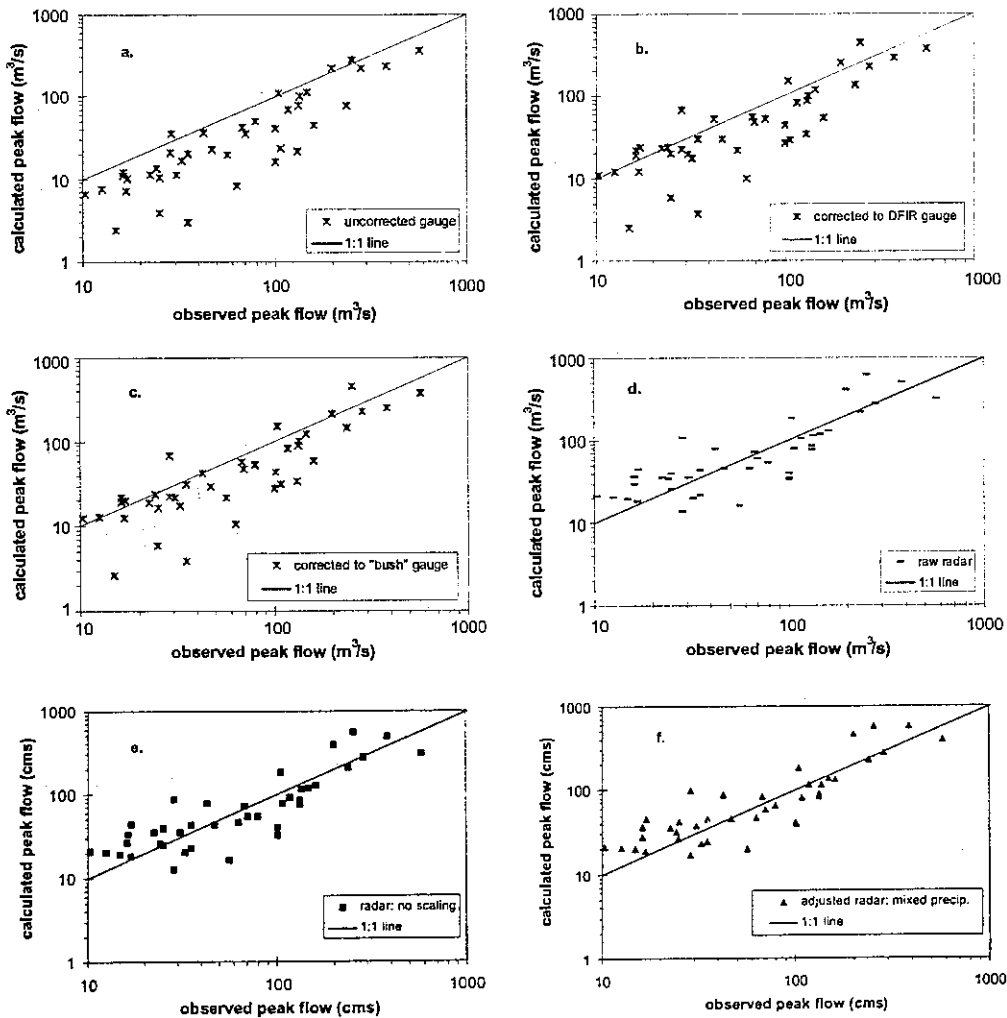 1000
100
10
1
calculated peak flow (m³/s)
a.
× uncorrected gauge
— 1:1 line
10 100 1000
observed peak flow (m³/s)
1000
100
10
1
calculated peak flow (m³/s)
b.
× corrected to DFIR gauge
— 1:1 line
10 100 1000
observed peak flow (m³/s)
1000
100
10
1
calculated peak flow (m³/s)
c.
× corrected to "bush" gauge
— 1:1 line
10 100 1000
observed peak flow (m³/s)
1000
100
10
1
calculated peak flow (m³/s)
d.
- raw radar
— 1:1 line
10 100 1000
observed peak flow (m³/s)
1000
100
10
1
calculated peak flow (cms)
e.
■ radar: no scaling
— 1:1 line
10 100 1000
observed peak flow (cms)
1000
100
10
1
calculated peak flow (cms)
f.
▲ adjusted radar: mixed precip.
— 1:1 line
10 100 1000
observed peak flow (cms)